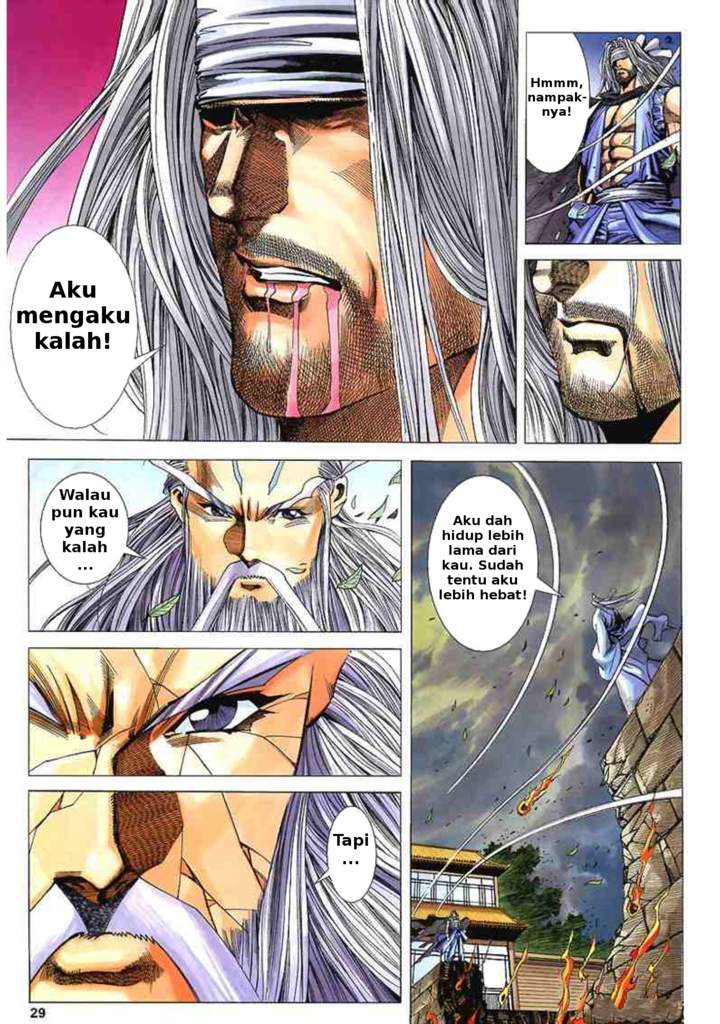 Hmmm,
nampak-
nya!
Aku
mengaku
kalah!
Walau
pun kau
yang
kalah
...
Aku dah
hidup lebih
lama dari
kau. Sudah
tentu aku
lebih hebat!
Tapi
...
29